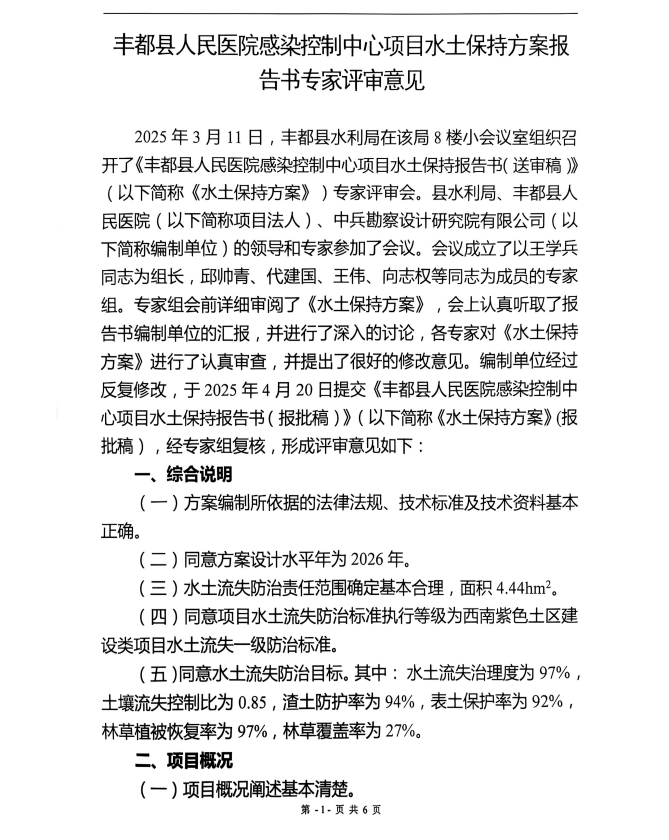 丰都县人民医院感染控制中心项目水土保持方案报
告书专家评审意见
2025 年 3 月 11 日，丰都县水利局在该局 8 楼小会议室组织召
开了《丰都县人民医院感染控制中心项目水土保持报告书（送审稿）》
（以下简称《水土保持方案》）专家评审会。县水利局、丰都县人
民医院（以下简称项目法人）、中兵勘察设计研究院有限公司（以
下简称编制单位）的领导和专家参加了会议。会议成立了以王学兵
同志为组长，邱帅青、代建国、王伟、向志权等同志为成员的专家
组。专家组会前详细审阅了《水土保持方案》，会上认真听取了报
告书编制单位的汇报，并进行了深入的讨论，各专家对《水土保持
方案》进行了认真审查，并提出了很好的修改意见。编制单位经过
反复修改，于 2025 年 4 月 20 日提交《丰都县人民医院感染控制中
心项目水土保持报告书（报批稿）》（以下简称《水土保持方案》(报
批稿），经专家组复核，形成评审意见如下：
一、综合说明
（一）方案编制所依据的法律法规、技术标准及技术资料基本
正确。
（二）同意方案设计水平年为 2026 年。
（三）水土流失防治责任范围确定基本合理，面积 4.44hm²。
（四）同意项目水土流失防治标准执行等级为西南紫色土区建
设类项目水土流失一级防治标准。
（五）同意水土流失防治目标。其中：水土流失治理度为 97%，
土壤流失控制比为 0.85，渣土防护率为 94%，表土保护率为 92%，
林草植被恢复率为 97%，林草覆盖率为 27%。
二、项目概况
（一）项目概况阐述基本清楚。
第 - 1 - 页 共 6 页